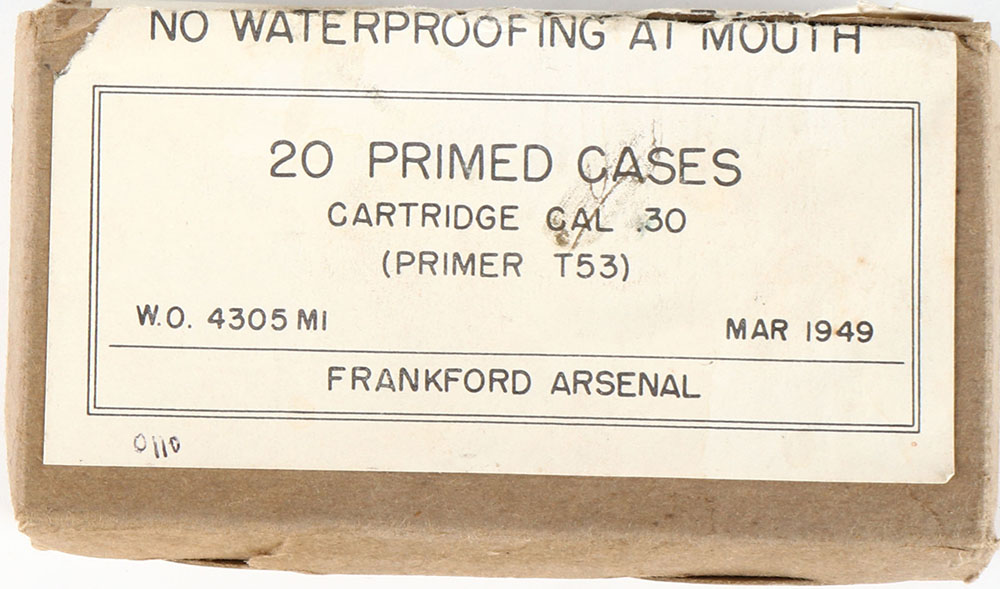 NO WATERPROOFING AT MOUTH
20 PRIMED CASES
CARTRIDGE CAL .30
(PRIMER T53)
W.O. 4305 MI
MAR 1949
FRANKFORD ARSENAL
0110